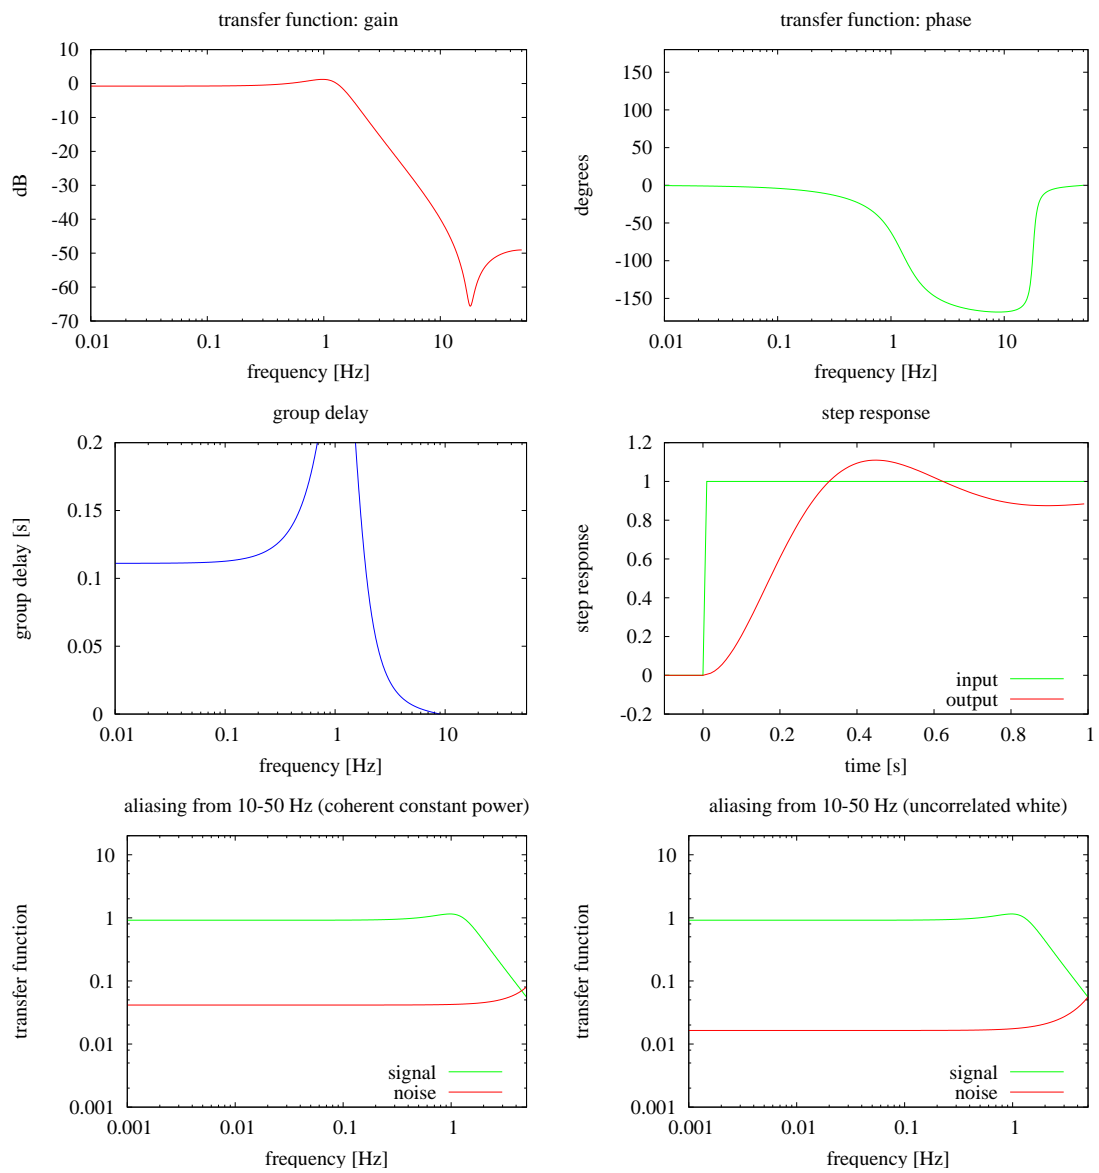 transfer function: gain
10
0
-10
-20
-30
-40
-50
-60
-70
dB
0.01 0.1 1 10
frequency [Hz]
transfer function: phase
150
100
50
0
-50
-100
-150
degrees
0.01 0.1 1 10
frequency [Hz]
group delay
0.2
0.15
0.1
0.05
0
group delay [s]
0.01 0.1 1 10
frequency [Hz]
step response
1.2
1
0.8
0.6
0.4
0.2
0
-0.2
step response
input
output
0 0.2 0.4 0.6 0.8 1
time [s]
aliasing from 10-50 Hz (coherent constant power)
10
1
0.1
0.01
0.001
transfer function
signal
noise
0.001 0.01 0.1 1
frequency [Hz]
aliasing from 10-50 Hz (uncorrelated white)
10
1
0.1
0.01
0.001
transfer function
signal
noise
0.001 0.01 0.1 1
frequency [Hz]